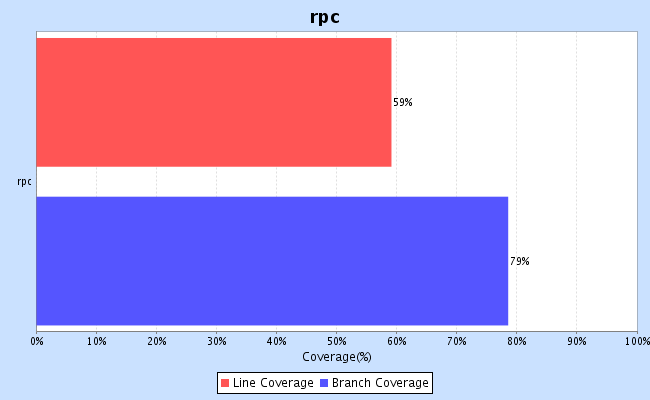 rpc
59%
rpc
79%
0% 10% 20% 30% 40% 50% 60% 70% 80% 90% 100%
Coverage(%)
Line Coverage Branch Coverage